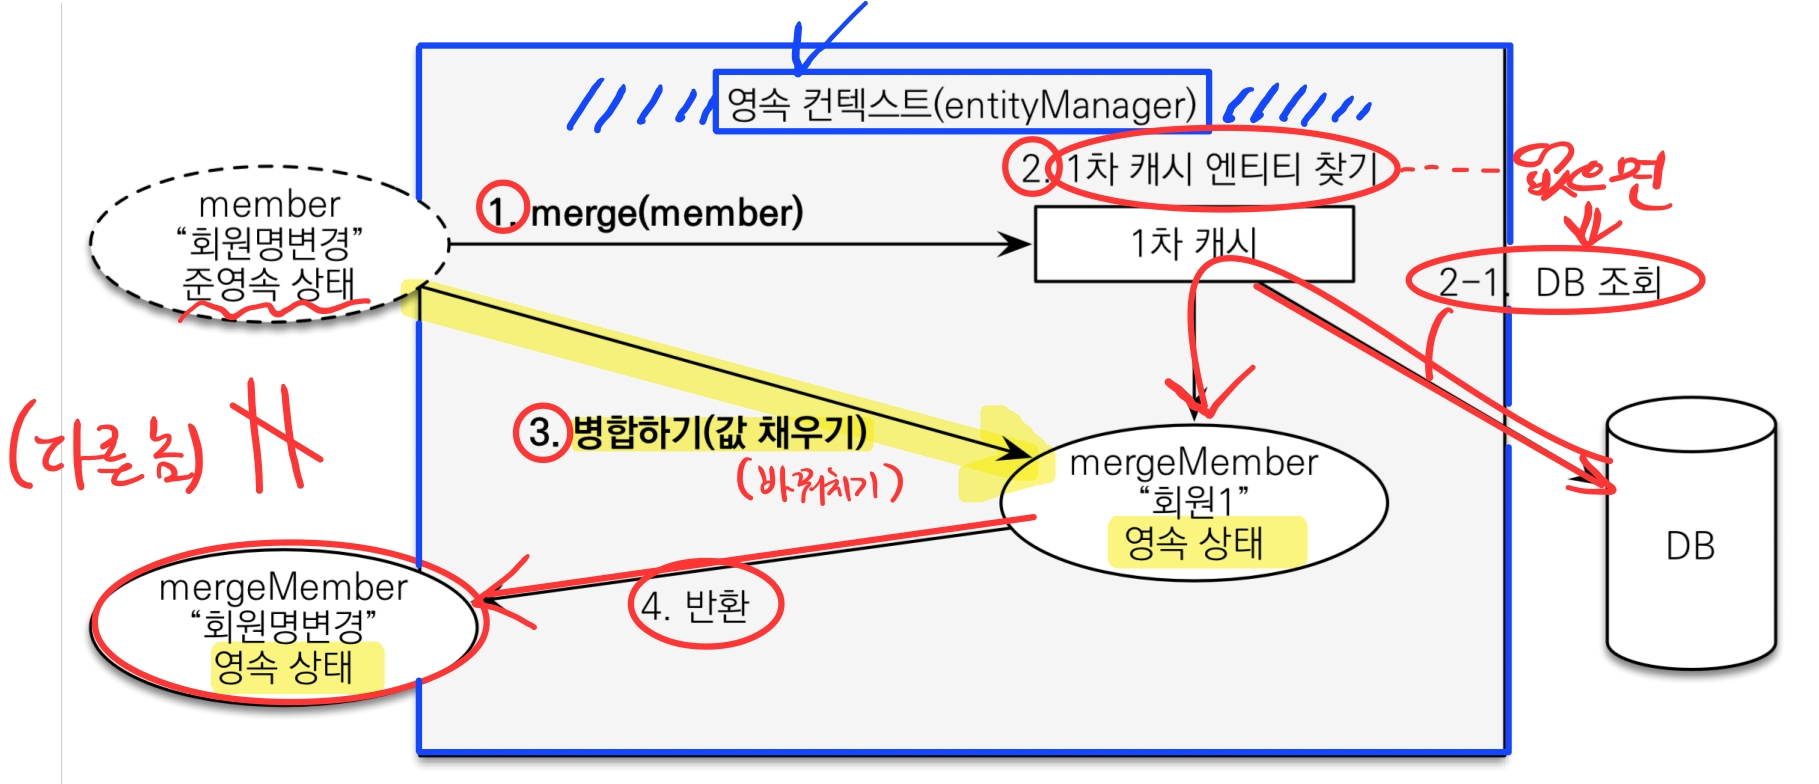 영속 컨텍스트(entityManager)
2. 1차 캐시 엔티티 찾기
없으면
member
“회원명변경”
준영속 상태
1. merge(member)
1차 캐시
2-1. DB 조회
(다른놈)
3. 병합하기(값 채우기)
(바꿔치기)
mergeMember
“회원1”
영속 상태
DB
4. 반환
mergeMember
“회원명변경”
영속 상태